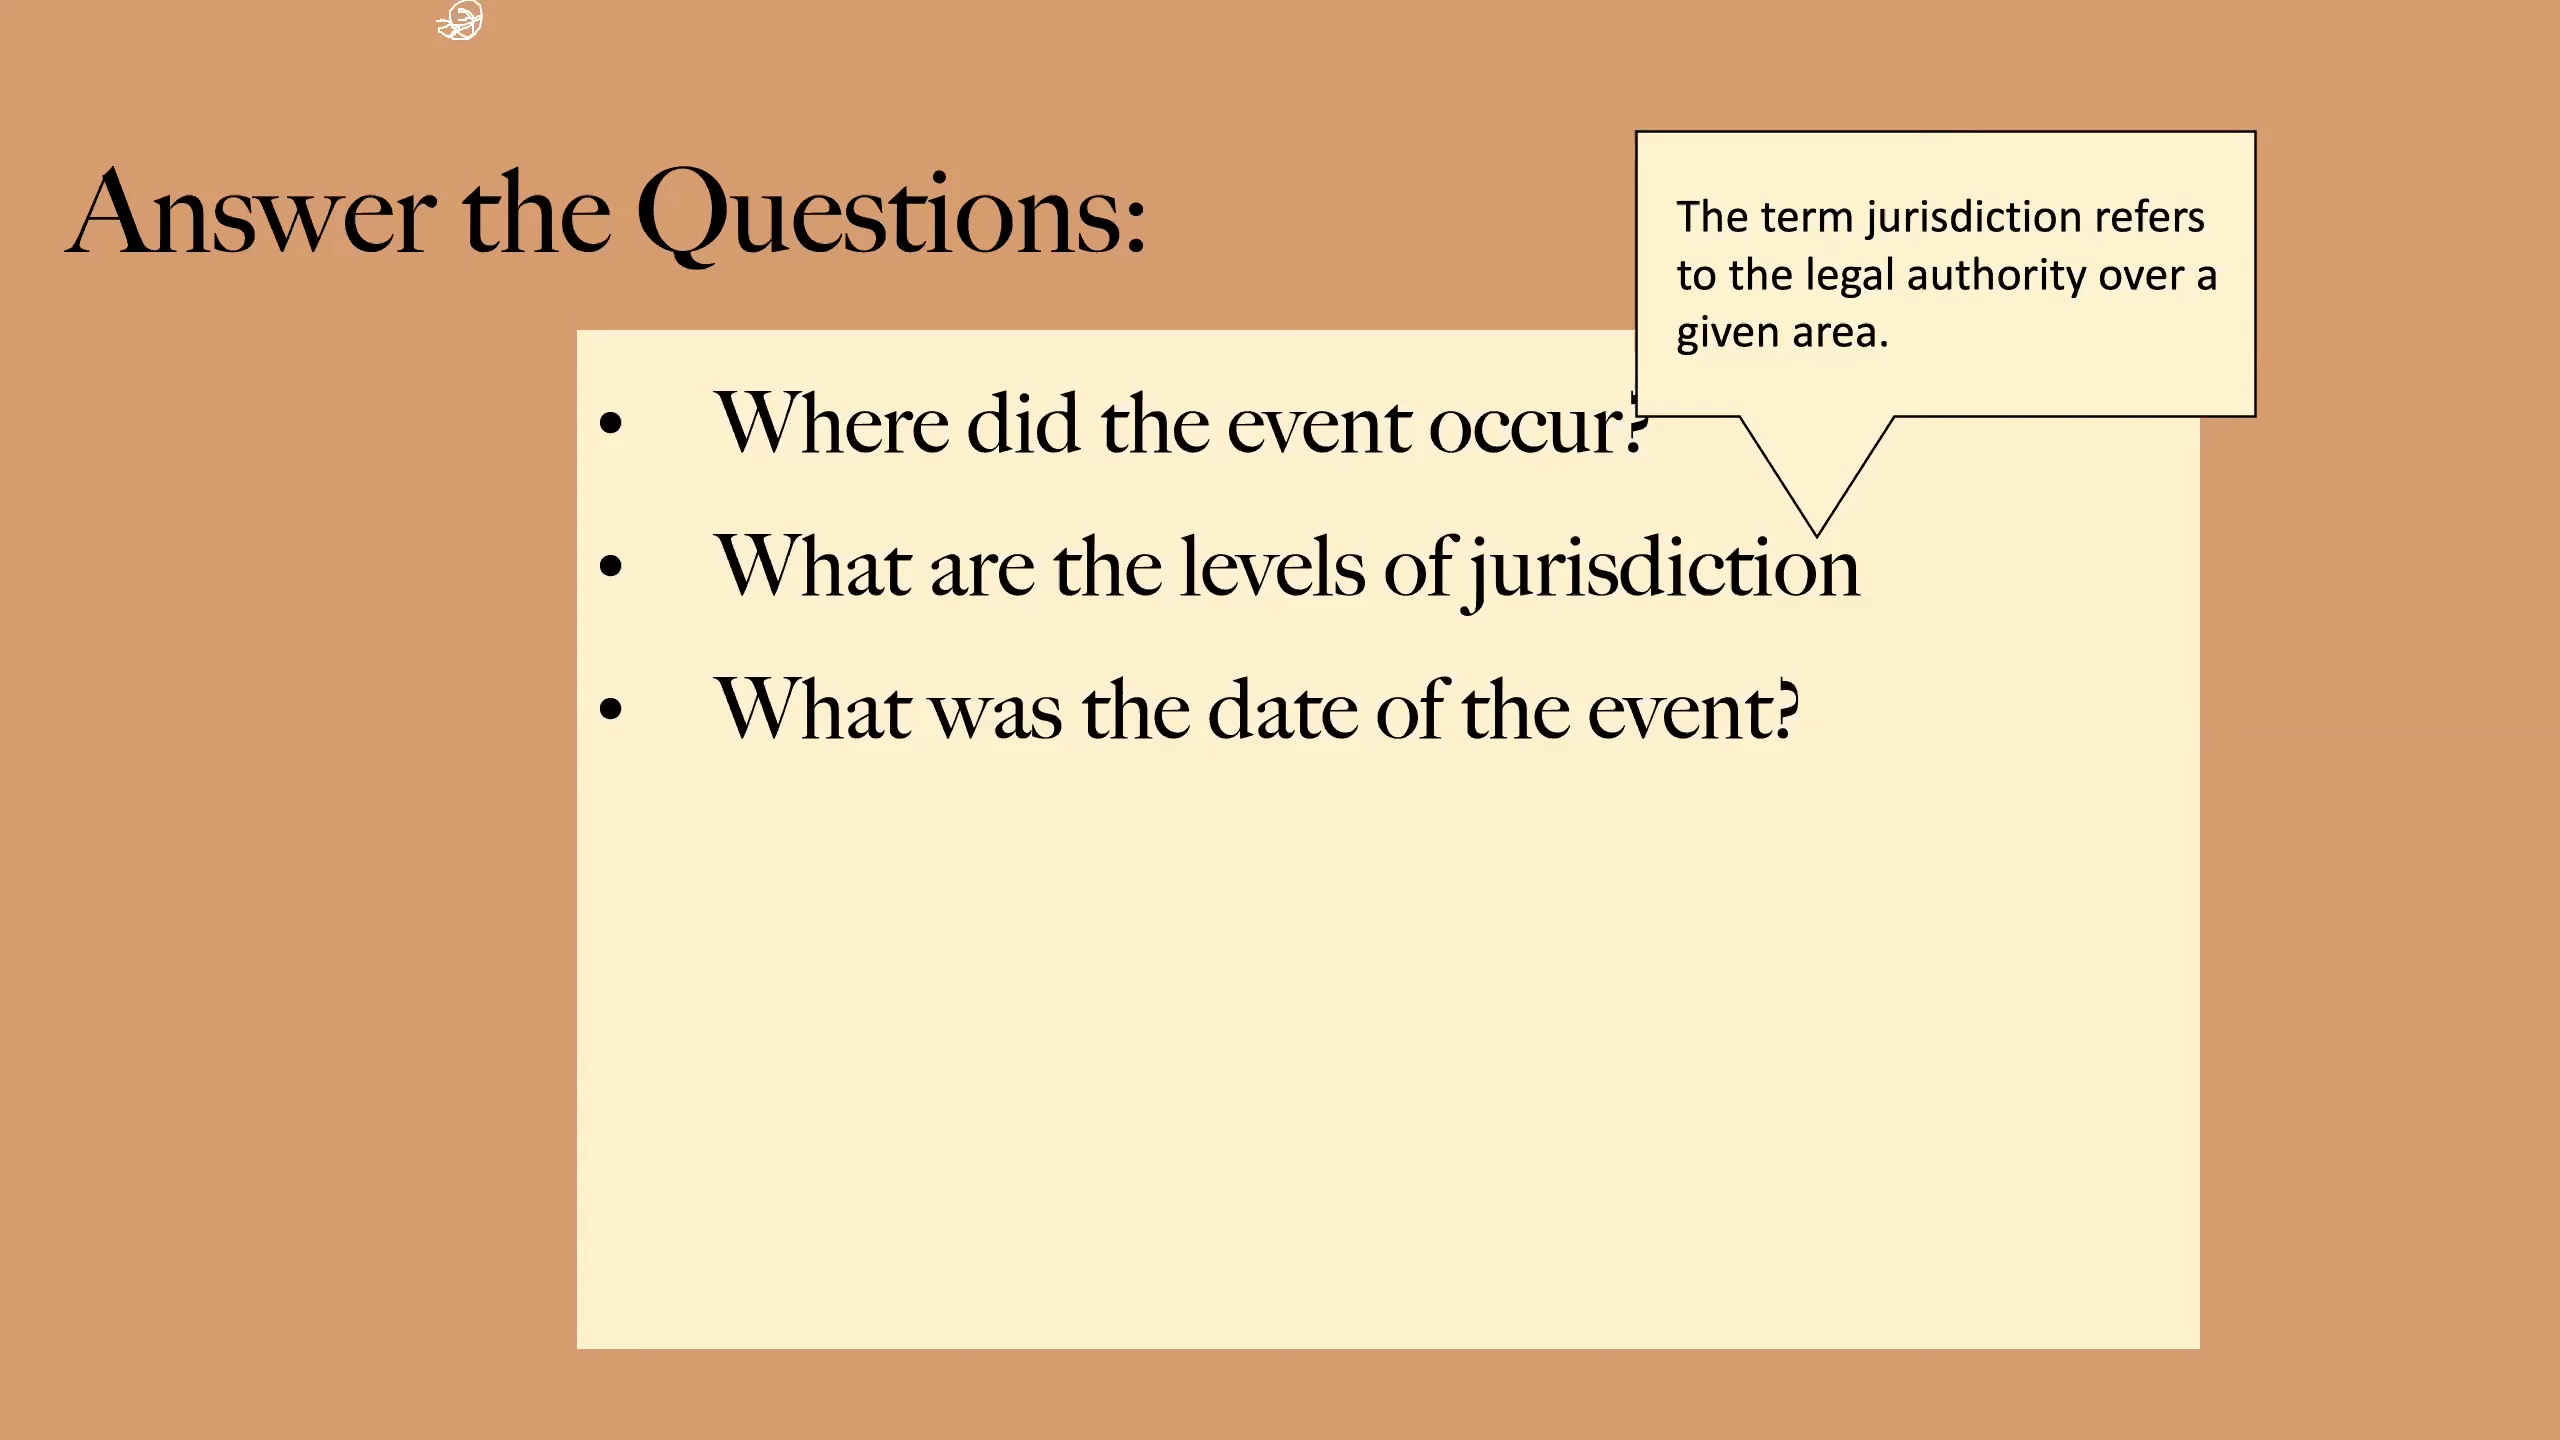 Answer the Questions:
The term jurisdiction refers
to the legal authority over a
given area.
• Where did the event occur?
• What are the levels of jurisdiction
• What was the date of the event?